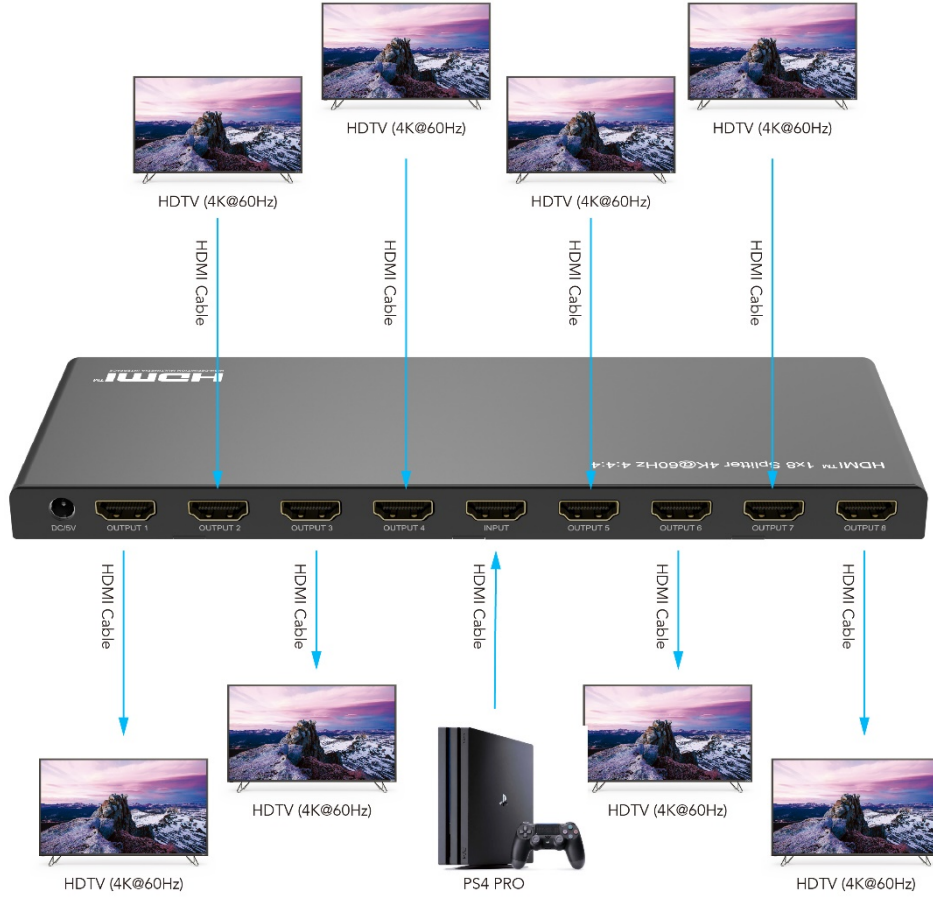 HDTV (4K@60Hz)
HDTV (4K@60Hz)
HDTV (4K@60Hz)
HDTV (4K@60Hz)
HDMI Cable
HDMI Cable
HDMI Cable
HDMI Cable
HDMI™
HDMI™ 1x8 Splitter 4K@60Hz 4:4:4
DC/5V
OUTPUT 1
OUTPUT 2
OUTPUT 3
OUTPUT 4
INPUT
OUTPUT 5
OUTPUT 6
OUTPUT 7
OUTPUT 8
HDMI Cable
HDMI Cable
HDMI Cable
HDMI Cable
HDMI Cable
HDTV (4K@60Hz)
HDTV (4K@60Hz)
HDTV (4K@60Hz)
PS4 PRO
HDTV (4K@60Hz)